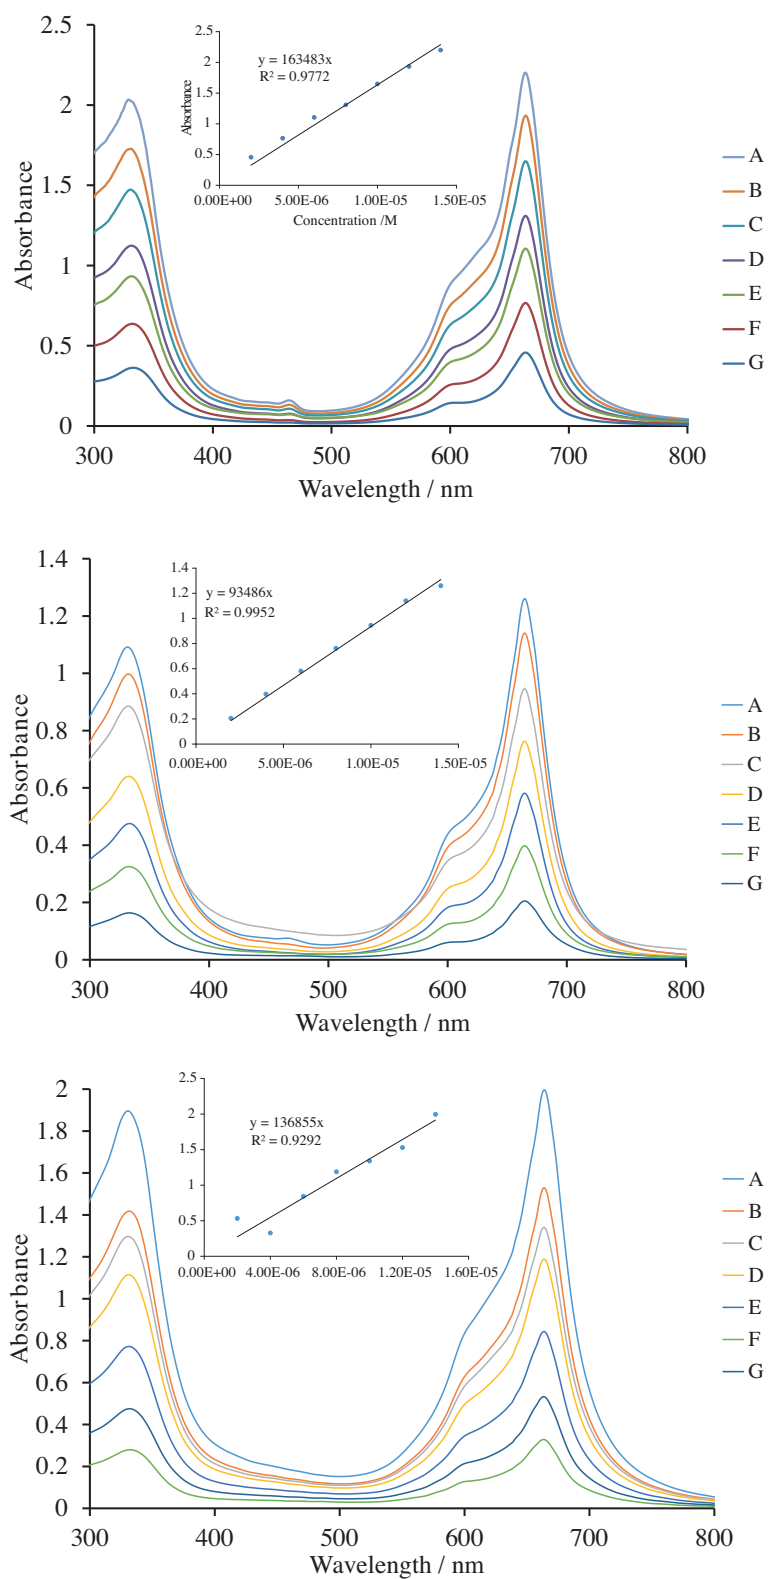 2.5
2
1.5
1
0.5
0
Absorbance
300 400 500 600 700 800
Wavelength / nm
2.5
2
1.5
1
0.5
0
Absorbance
y = 163483x
R² = 0.9772
0.00E+00 5.00E-06 1.00E-05 1.50E-05
Concentration /M
A
B
C
D
E
F
G
1.4
1.2
1
0.8
0.6
0.4
0.2
0
Absorbance
300 400 500 600 700 800
Wavelength / nm
1.4
1.2
1
0.8
0.6
0.4
0.2
0
y = 93486x
R² = 0.9952
0.00E+00 5.00E-06 1.00E-05 1.50E-05
A
B
C
D
E
F
G
2
1.8
1.6
1.4
1.2
1
0.8
0.6
0.4
0.2
0
Absorbance
300 400 500 600 700 800
Wavelength / nm
2.5
2
1.5
1
0.5
0
y = 136855x
R² = 0.9292
0.00E+00 4.00E-06 8.00E-06 1.20E-05 1.60E-05
A
B
C
D
E
F
G